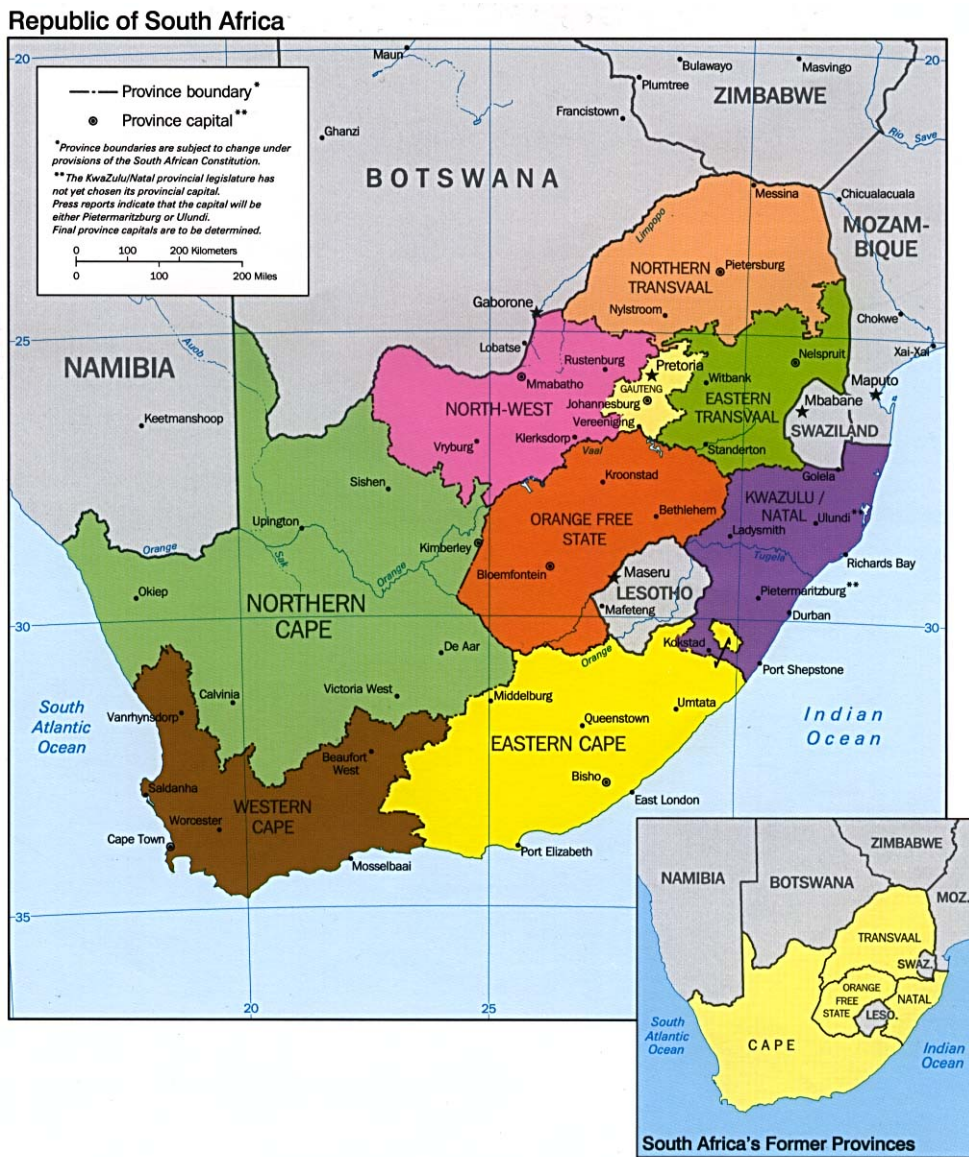 Republic of South Africa
Province boundary*
Province capital**
*Province boundaries are subject to change under
provisions of the South African Constitution.
**The KwaZulu/Natal provincial legislature has
not yet chosen its provincial capital.
Press reports indicate that the capital will be
either Pietermaritzburg or Ulundi.
Final province capitals are to be determined.
0 100 200 Kilometers
0 100 200 Miles
20
20
Maun
Bulawayo
Masvingo
Plumtree
ZIMBABWE
Francistown
Ghanzi
Rio Save
BOTSWANA
Messina
Chicualacuala
Limpopo
MOZAM-
BIQUE
NORTHERN
TRANSVAAL
Pietersburg
Gaborone
Nylstroom
Chokwe
25
25
Lobatse
Auob
NAMIBIA
Rustenburg
Nelspruit
Xai-Xai
Pretoria
Mmabatho
GAUTENG
Witbank
Maputo
Johannesburg
EASTERN
TRANSVAAL
Mbabane
NORTH-WEST
Keetmanshoop
Vereeniging
SWAZILAND
Vryburg
Klerksdorp
Vaal
Standerton
Golela
Sishen
Kroonstad
KWAZULU /
NATAL
ORANGE FREE
STATE
Bethlehem
Ulundi **
Upington
Ladysmith
Orange
Sak
Kimberley
Tugela
Richards Bay
Orange
Bloemfontein
Maseru
LESOTHO
Okiep
Pietermaritzburg **
NORTHERN
CAPE
Mafeteng
Durban
30
30
De Aar
Orange
Kokstad
Port Shepstone
Calvinia
Victoria West
Middelburg
Umtata
South
Atlantic
Ocean
Vanrhynsdorp
Queenstown
Indian
Ocean
EASTERN CAPE
Beaufort
West
Bisho
Saldanha
WESTERN
CAPE
East London
Worcester
Cape Town
Port Elizabeth
Mosselbaai
35
20
25
ZIMBABWE
NAMIBIA
BOTSWANA
MOZ.
TRANSVAAL
SWAZ.
ORANGE
FREE
STATE
NATAL
LESO.
South
Atlantic
Ocean
CAPE
Indian
Ocean
South Africa's Former Provinces